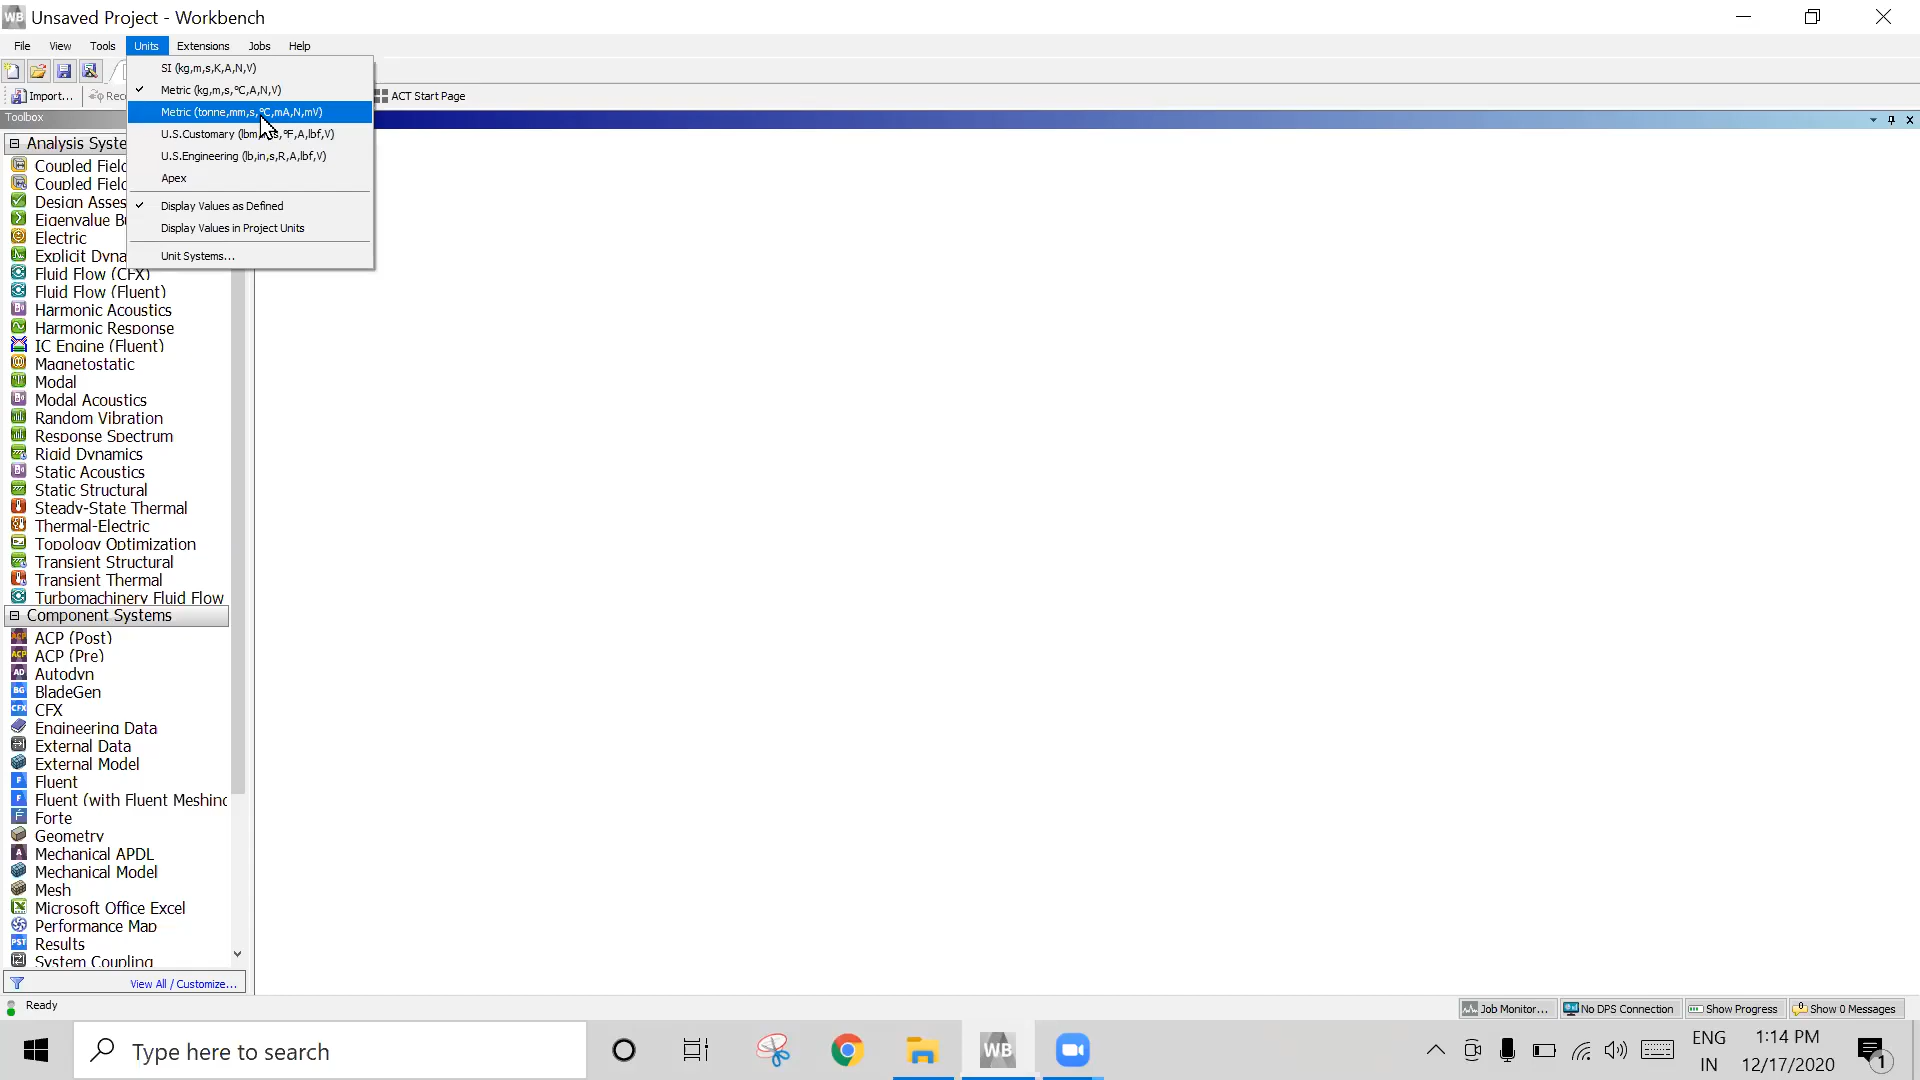 WB Unsaved Project - Workbench
File View Tools Units Extensions Jobs Help
Import... ACT Start Page
Toolbox
SI (kg,m,s,K,A,N,V)
Metric (kg,m,s,°C,A,N,V)
Metric (tonne,mm,s,°C,mA,N,mV)
U.S.Customary °F,A,lbf,V)
U.S.Engineering (lb,in,s,R,A,lbf,V)
Apex
Display Values as Defined
Display Values in Project Units
Unit Systems...
Analysis Syste
Coupled Field
Coupled Field
Design Asses
Eigenvalue B
Electric
Explicit Dyna
Fluid Flow (CFX)
Fluid Flow (Fluent)
Harmonic Acoustics
Harmonic Response
IC Engine (Fluent)
Magnetostatic
Modal
Modal Acoustics
Random Vibration
Response Spectrum
Rigid Dynamics
Static Acoustics
Static Structural
Steady-State Thermal
Thermal-Electric
Topology Optimization
Transient Structural
Transient Thermal
Turbomachinery Fluid Flow
Component Systems
ACP (Post)
ACP (Pre)
Autodyn
BladeGen
CFX
Engineering Data
External Data
External Model
Fluent
Fluent (with Fluent Meshing
Forte
Geometry
Mechanical APDL
Mechanical Model
Mesh
Microsoft Office Excel
Performance Map
Results
System Coupling
View All / Customize...
Ready
Job Monitor... No DPS Connection Show Progress Show 0 Messages
Type here to search
WB
ENG
IN
1:14 PM
12/17/2020
1